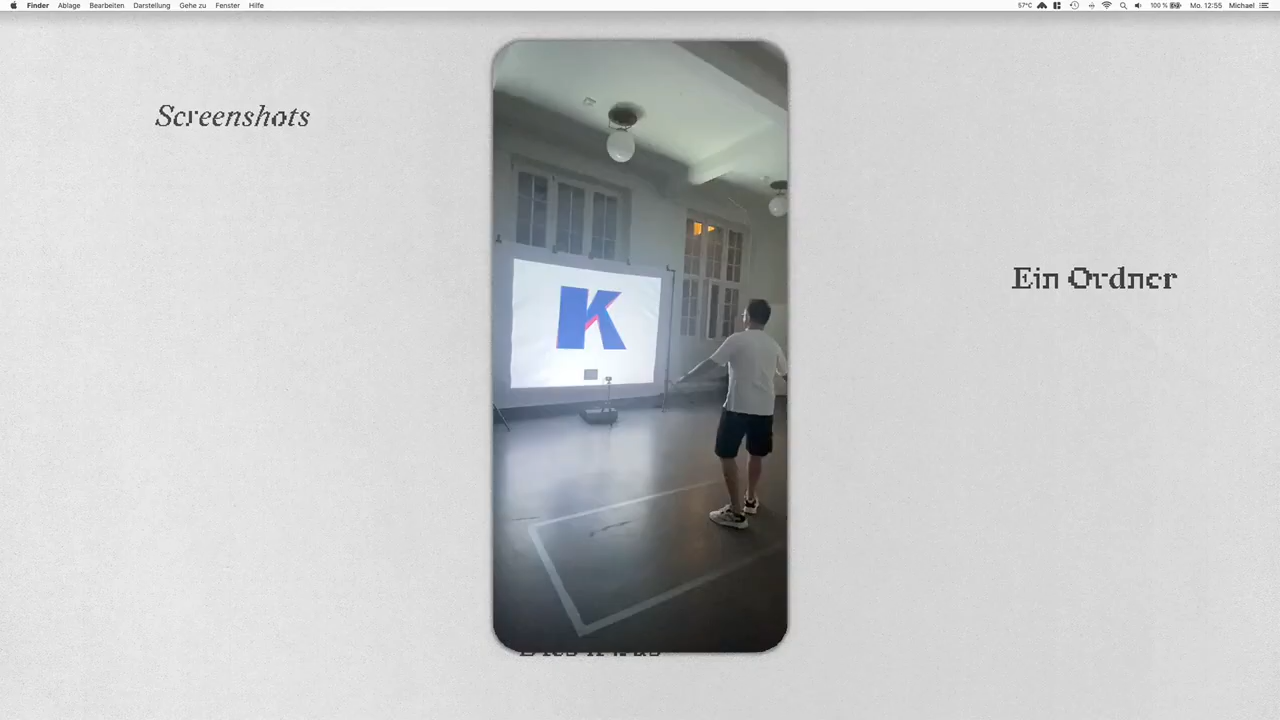 Finder Ablage Bearbeiten Darstellung Gehe zu Fenster Hilfe 57°C 100 % Mo. 12:55 Michael
Screenshots
K
Ein Ordner